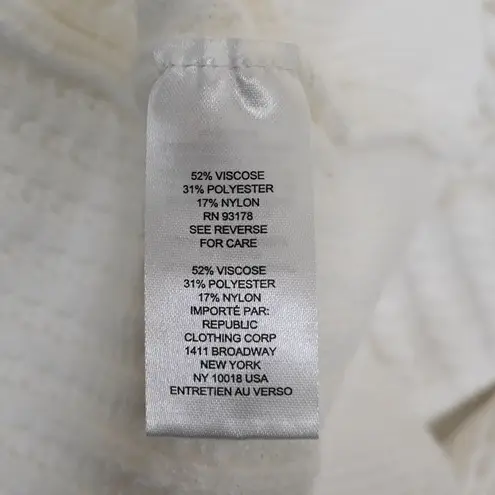 52% VISCOSE
31% POLYESTER
17% NYLON
RN 93178
SEE REVERSE
FOR CARE
52% VISCOSE
31% POLYESTER
17% NYLON
IMPORTÉ PAR:
REPUBLIC
CLOTHING CORP
1411 BROADWAY
NEW YORK
NY 10018 USA
ENTRETIEN AU VERSO